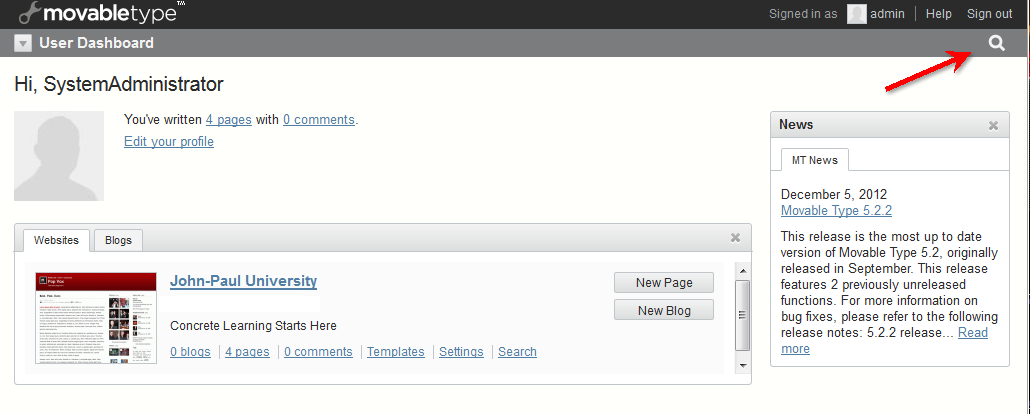 movabletype™
Signed in as admin Help Sign out
User Dashboard
Hi, SystemAdministrator
You've written 4 pages with 0 comments.
Edit your profile
Websites Blogs
John-Paul University
Concrete Learning Starts Here
0 blogs 4 pages 0 comments Templates Settings Search
New Page
New Blog
News
MT News
December 5, 2012
Movable Type 5.2.2
This release is the most up to date
version of Movable Type 5.2, originally
released in September. This release
features 2 previously unreleased
functions. For more information on
bug fixes, please refer to the following
release notes: 5.2.2 release... Read
more